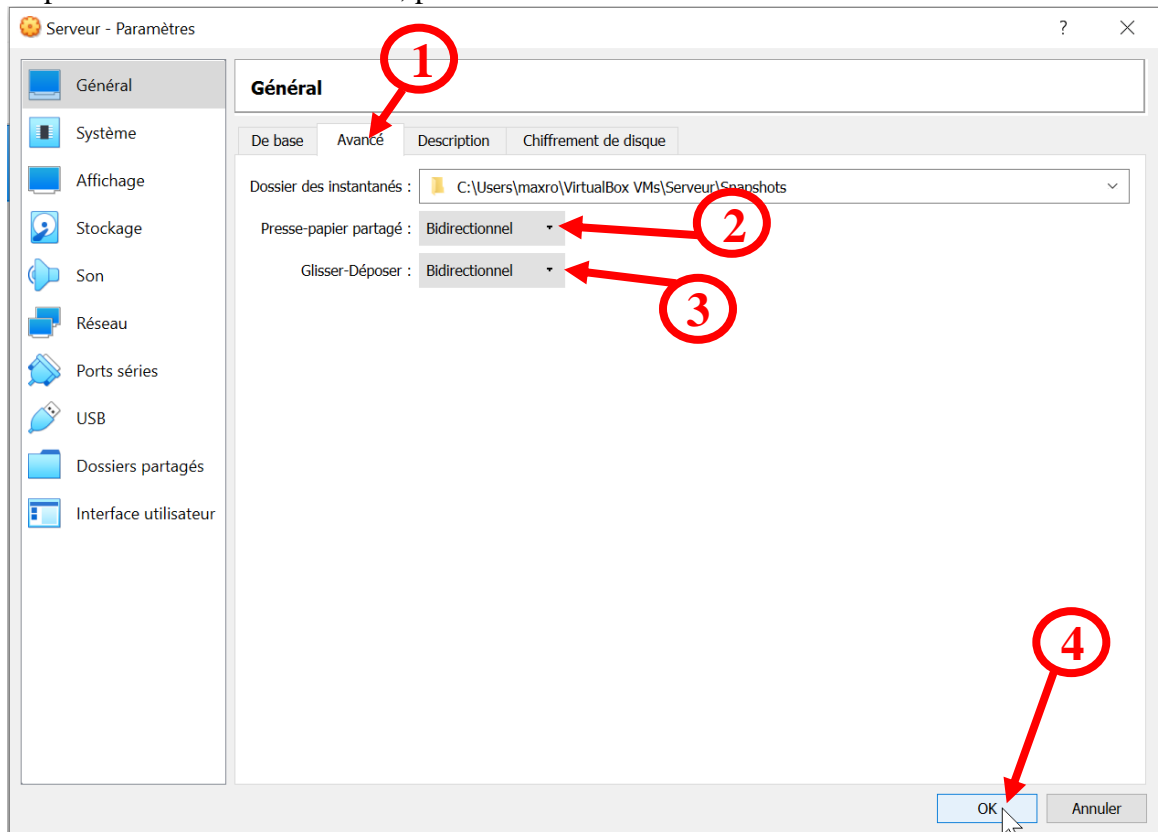 Serveur - Paramètres ?
1
Général
Général
Système
De base Avancé Description Chiffrement de disque
Affichage
Dossier des instantanés : C:\Users\maxro\VirtualBox VMs\Serveur\Snapshots
Stockage
Presse-papier partagé : Bidirectionnel 2
Son
Glisser-Déposer : Bidirectionnel
3
Réseau
Ports séries
USB
Dossiers partagés
Interface utilisateur
4
OK Annuler